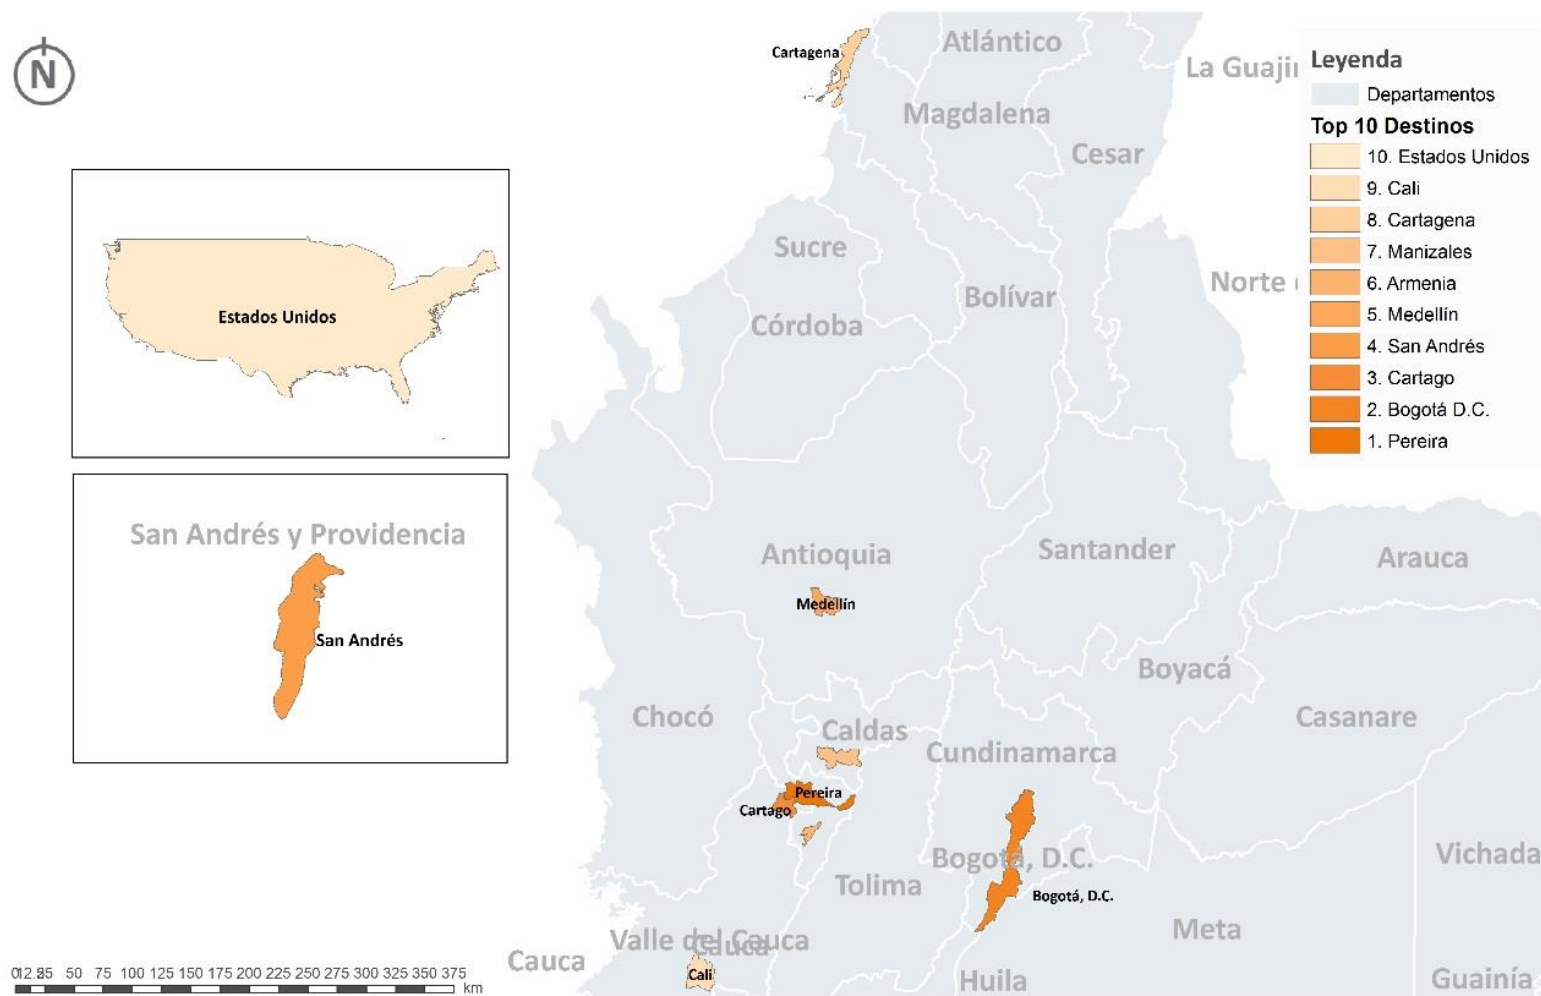 N
Cartagena
Atlántico
La Guaji
Magdalena
Cesar
Leyenda
Departamentos
Top 10 Destinos
10. Estados Unidos
9. Cali
8. Cartagena
7. Manizales
6. Armenia
5. Medellín
4. San Andrés
3. Cartago
2. Bogotá D.C.
1. Pereira
Sucre
Norte
Bolívar
Córdoba
Estados Unidos
San Andrés y Providencia
San Andrés
Antioquia
Santander
Arauca
Medellín
Boyacá
Chocó
Caldas
Casanare
Cundinamarca
Pereira
Cartago
Bogotá, D.C.
Vichada
Tolima
Bogotá, D.C.
Meta
Valle del Cauca
Cauca
Cauca
Cali
Huila
Guainía
50 75 100 125 150 175 200 225 250 275 300 325 350 375
km